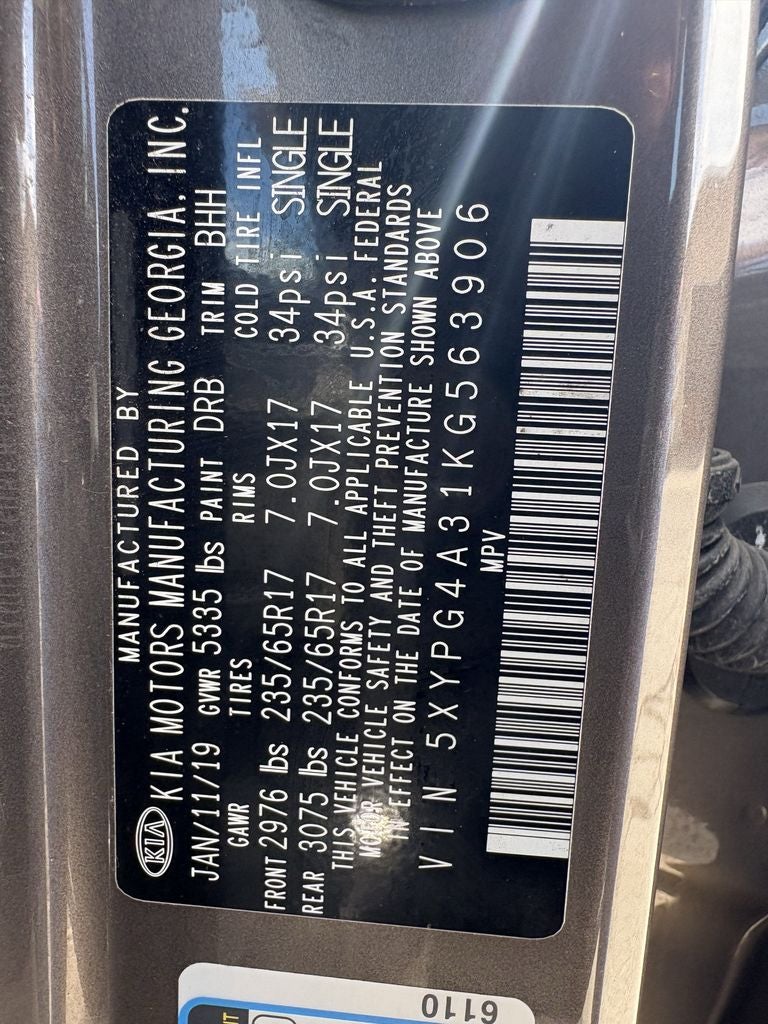 MANUFACTURED BY
KIA KIA MOTORS MANUFACTURING GEORGIA, INC.
JAN/11/19 GVWR 5335 lbs PAINT DRB TRIM BHH
GAWR TIRES RIMS COLD TIRE INFL
FRONT 2976 lbs 235/65R17 7.0JX17 34psi SINGLE
REAR 3075 lbs 235/65R17 7.0JX17 34psi SINGLE
THIS VEHICLE CONFORMS TO ALL APPLICABLE U.S.A. FEDERAL
MOTOR VEHICLE SAFETY AND THEFT PREVENTION STANDARDS
IN EFFECT ON THE DATE OF MANUFACTURE SHOWN ABOVE
VIN 5XYPG4A31KG563906
MPV
6110